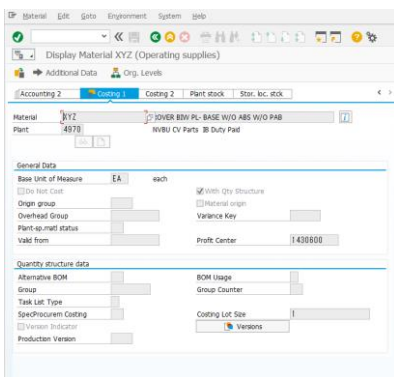 Material Edit Goto Environment System Help
Display Material XYZ (Operating supplies)
Additional Data Org. Levels
Accounting 2 Costing 1 Costing 2 Plant stock Stor. loc. stck
Material XYZ COVER BIW PL- BASE W/O ABS W/O PAB
Plant 4970 NVBU CV Parts IB Duty Paid
General Data
Base Unit of Measure EA each
Do Not Cost With Qty Structure
Origin group Material origin
Overhead Group Variance Key
Plant-sp.matl status
Valid from Profit Center 1430600
Quantity structure data
Alternative BOM BOM Usage
Group Group Counter
Task List Type
SpecProcurem Costing Costing Lot Size 1
Version Indicator Versions
Production Version